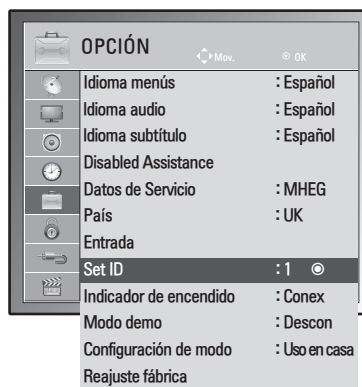 OPCIÓN Mov. OK
Idioma menús : Español
Idioma audio : Español
Idioma subtítulo : Español
Disabled Assistance
Datos de Servicio : MHEG
País : UK
Entrada
Set ID : 1
Indicador de encendido : Conex
Modo demo : Descon
Configuración de modo : Uso en casa
Reajuste fábrica